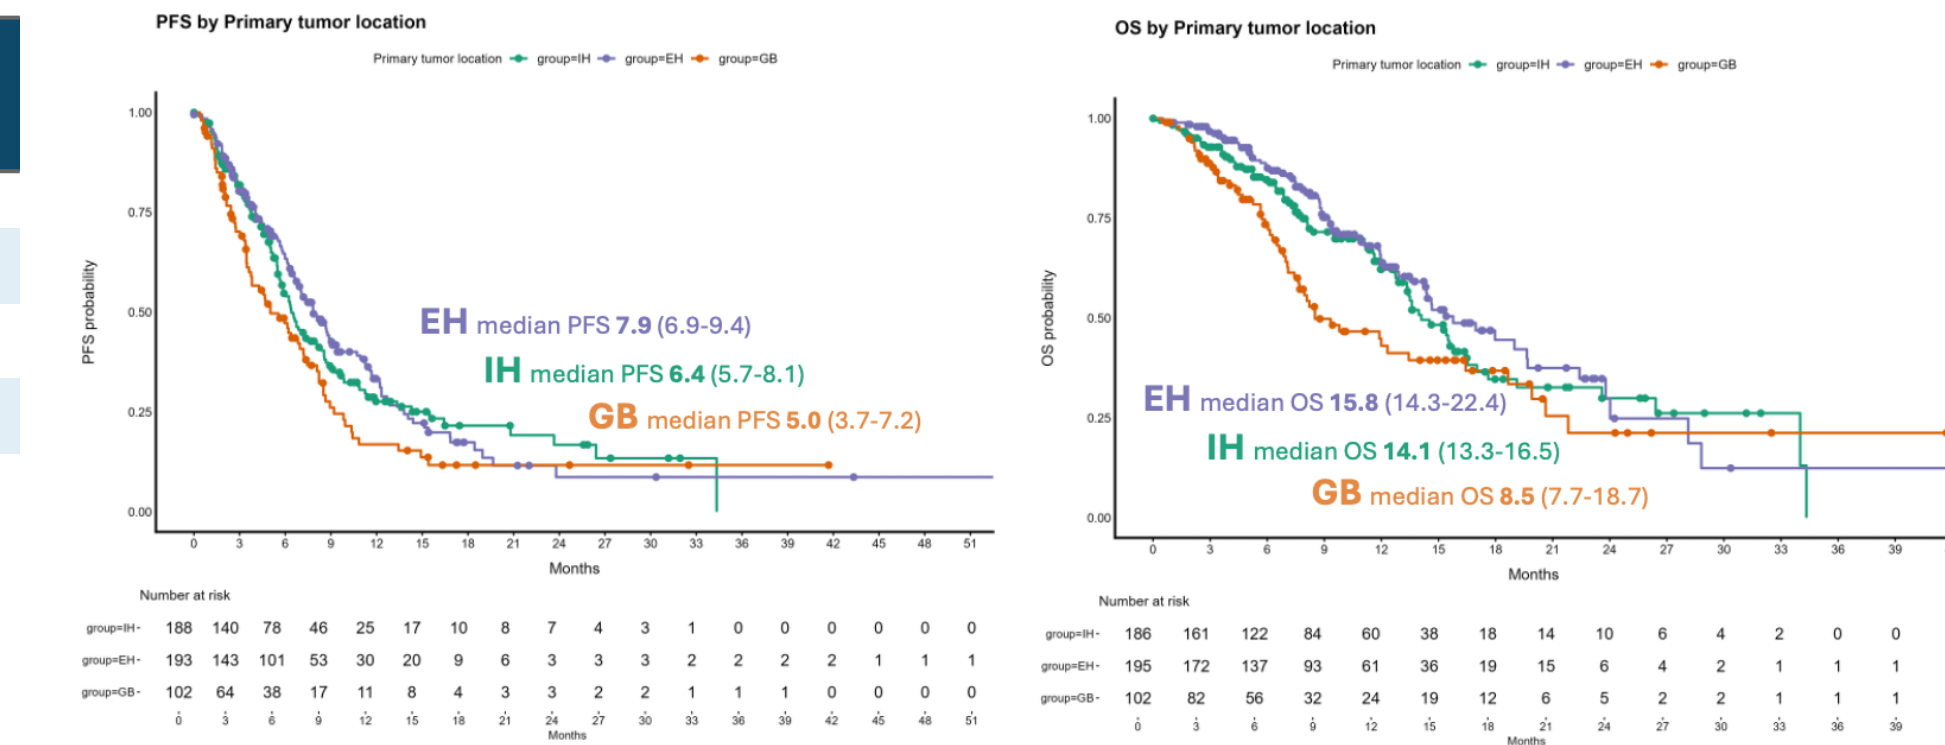 PFS by Primary tumor location
Primary tumor location group=IH group=EH group=GB
PFS probability
1.00
0.75
0.50
0.25
0.00
EH median PFS 7.9 (6.9-9.4)
IH median PFS 6.4 (5.7-8.1)
GB median PFS 5.0 (3.7-7.2)
0 3 6 9 12 15 18 21 24 27 30 33 36 39 42 45 48 51
Months
Number at risk
group=IH- 188 140 78 46 25 17 10 8 7 4 3 1 0 0 0 0 0 0
group=EH- 193 143 101 53 30 20 9 6 3 3 3 2 2 2 2 1 1 1
group=GB- 102 64 38 17 11 8 4 3 3 2 2 1 1 1 0 0 0 0
0 3 6 9 12 15 18 21 24 27 30 33 36 39 42 45 48 51
Months
OS by Primary tumor location
Primary tumor location group=IH group=EH group=GB
OS probability
1.00
0.75
0.50
0.25
0.00
EH median OS 15.8 (14.3-22.4)
IH median OS 14.1 (13.3-16.5)
GB median OS 8.5 (7.7-18.7)
0 3 6 9 12 15 18 21 24 27 30 33 36 39
Months
Number at risk
group=IH- 186 161 122 84 60 38 18 14 10 6 4 2 0 0
group=EH- 195 172 137 93 61 36 19 15 6 4 2 1 1 1
group=GB- 102 82 56 32 24 19 12 6 5 2 2 1 1 1
0 3 6 9 12 15 18 21 24 27 30 33 36 39
Months